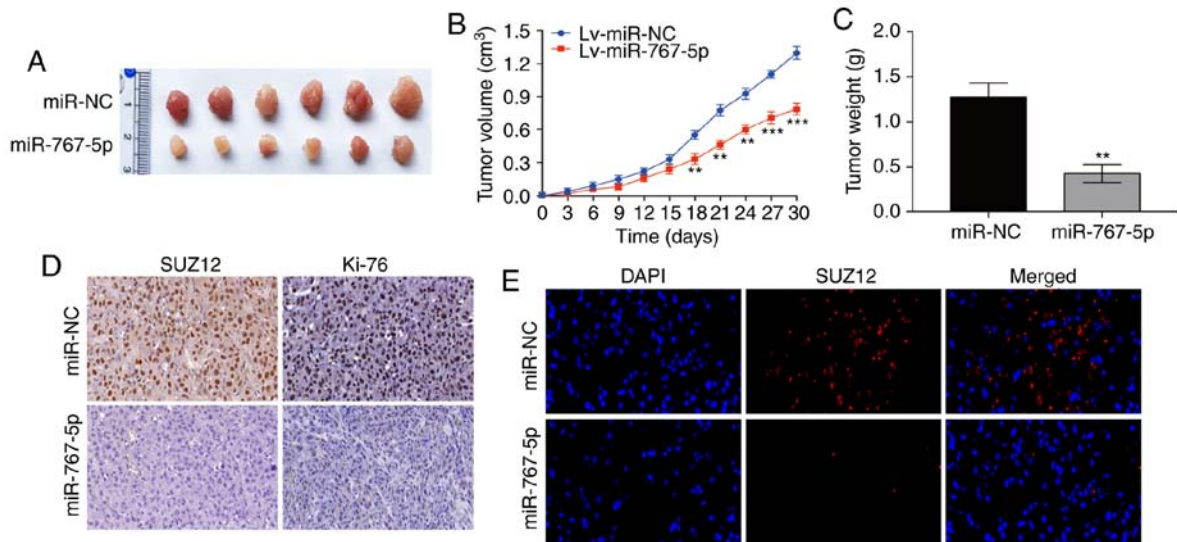 A
miR-NC
miR-767-5p
1
2
3
B
Lv-miR-NC
Lv-miR-767-5p
Tumor volume (cm³)
1.5
1.2
0.9
0.6
0.3
0.0
** ** ** *** ***
0 3 6 9 12 15 18 21 24 27 30
Time (days)
C
Tumor weight (g)
2.0
1.5
1.0
0.5
0.0
**
miR-NC miR-767-5p
D
SUZ12 Ki-76
miR-NC
miR-767-5p
E
DAPI SUZ12 Merged
miR-NC
miR-767-5p